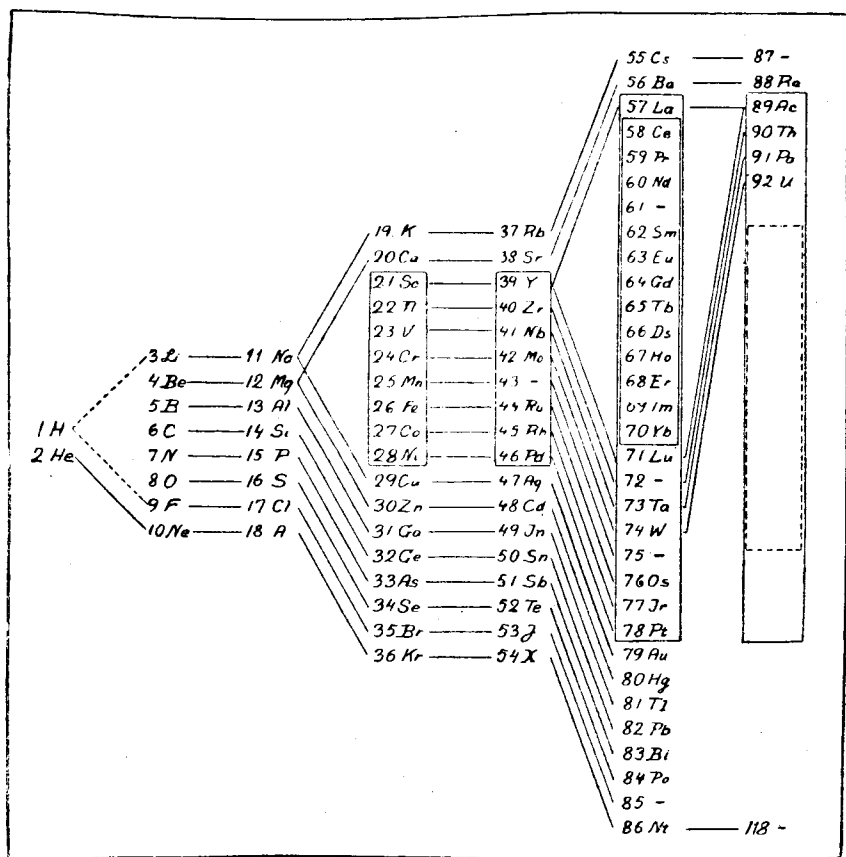 1 H
2 He
3 Li
4 Be
5 B
6 C
7 N
8 O
9 F
10 Ne
11 Na
12 Mg
13 Al
14 Si
15 P
16 S
17 Cl
18 A
19 K
20 Ca
21 Sc
22 Ti
23 V
24 Cr
25 Mn
26 Fe
27 Co
28 Ni
29 Cu
30 Zn
31 Ga
32 Ge
33 As
34 Se
35 Br
36 Kr
37 Rb
38 Sr
39 Y
40 Zr
41 Nb
42 Mo
43 -
44 Ru
45 Rh
46 Pd
47 Ag
48 Cd
49 Jn
50 Sn
51 Sb
52 Te
53 J
54 X
55 Cs
56 Ba
57 La
58 Ce
59 Pr
60 Nd
61 -
62 Sm
63 Eu
64 Gd
65 Tb
66 Ds
67 Ho
68 Er
69 Tm
70 Yb
71 Lu
72 -
73 Ta
74 W
75 -
76 Os
77 Jr
78 Pt
79 Au
80 Hg
81 Tl
82 Pb
83 Bi
84 Po
85 -
86 Nt
87 -
88 Ra
89 Ac
90 Th
91 Pa
92 U
118 -